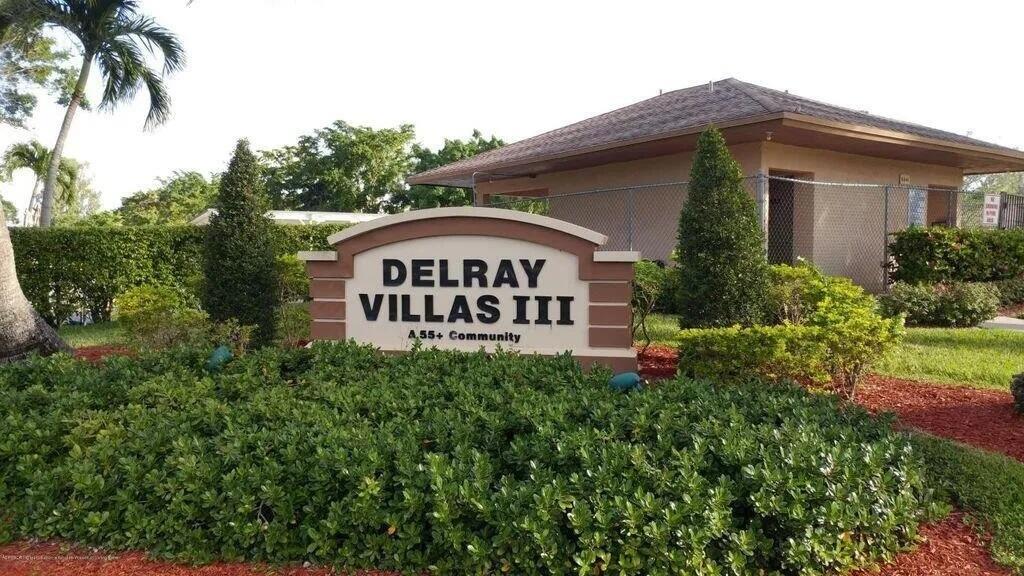 DELRAY
VILLAS III
A 55+ Community